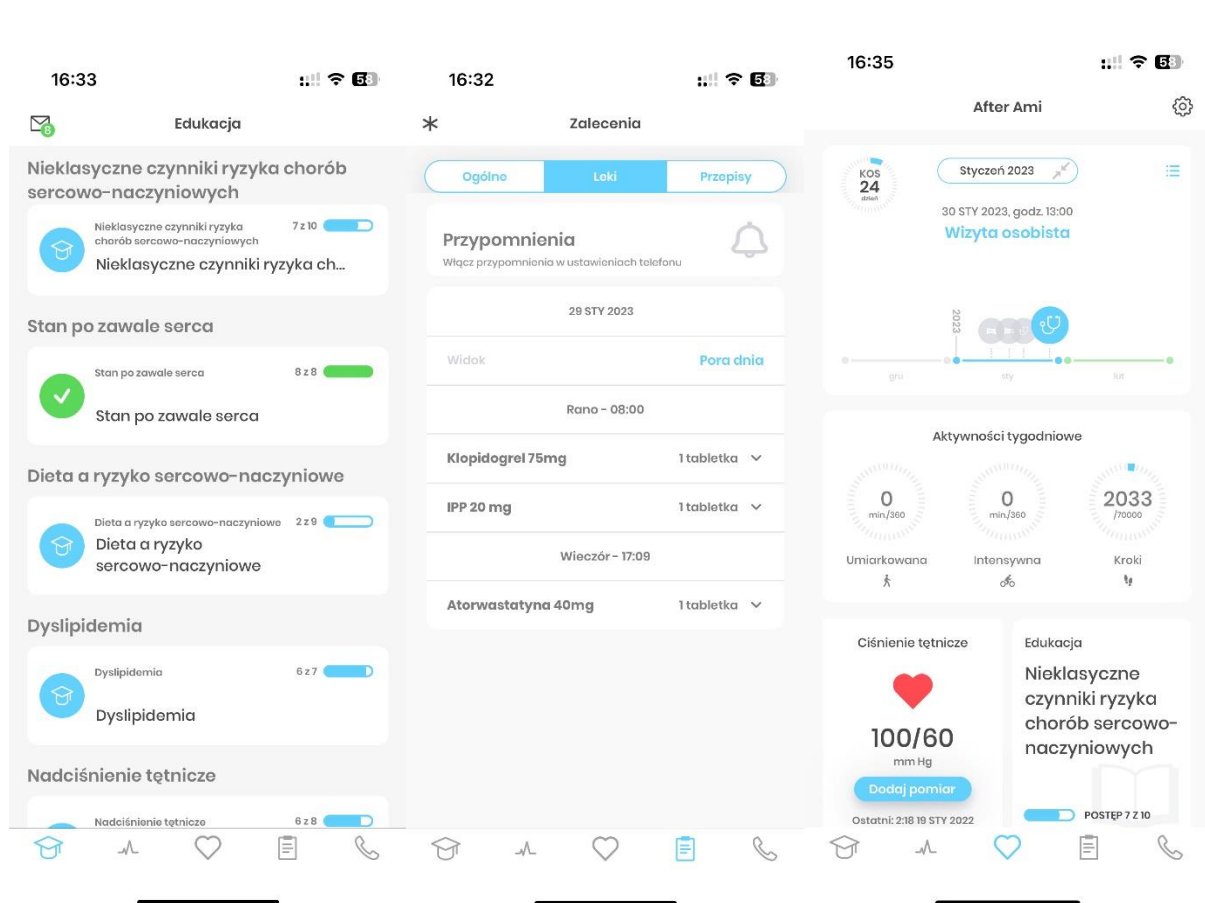 16:33
58
8
Edukacja
Nieklasyczne czynniki ryzyka chorób
sercowo-naczyniowych
Nieklasyczne czynniki ryzyka
chorób sercowo-naczyniowych
7 z 10
Nieklasyczne czynniki ryzyka ch...
Stan po zawale serca
Stan po zawale serca
8 z 8
Stan po zawale serca
Dieta a ryzyko sercowo-naczyniowe
Dieta a ryzyko sercowo-naczyniowe
2 z 9
Dieta a ryzyko
sercowo-naczyniowe
Dyslipidemia
Dyslipidemia
6 z 7
Dyslipidemia
Nadciśnienie tętnicze
Nadciśnienie tętnicze
6 z 8
16:32
58
Zalecenia
Ogólne
Leki
Przepisy
Przypomnienia
Włącz przypomnienia w ustawieniach telefonu
29 STY 2023
Widok
Pora dnia
Rano - 08:00
Klopidogrel 75mg
1 tabletka
IPP 20 mg
1 tabletka
Wieczór - 17:09
Atorwastatyna 40mg
1 tabletka
16:35
58
After Ami
KOS
24
dzień
Styczeń 2023
30 STY 2023, godz. 13:00
Wizyta osobista
2023
gru
sty
lut
Aktywności tygodniowe
0
min./360
0
min./360
2033
/70000
Umiarkowana
Intensywna
Kroki
Ciśnienie tętnicze
100/60
mm Hg
Dodaj pomiar
Ostatni: 2:18 19 STY 2022
Edukacja
Nieklasyczne
czynniki ryzyka
chorób sercowo-
naczyniowych
POSTĘP 7 Z 10